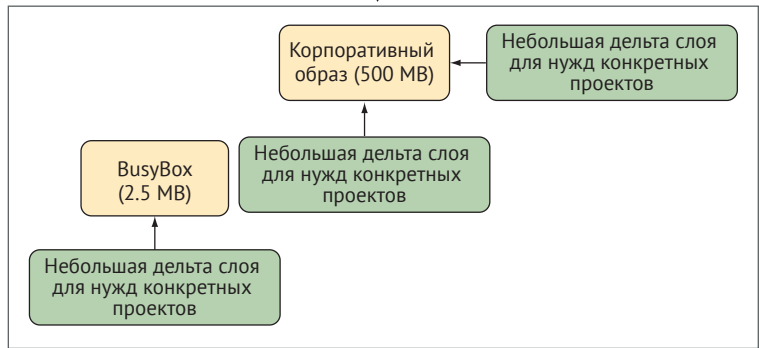 Корпоративный
образ (500 MB)
Небольшая дельта слоя
для нужд конкретных
проектов
Небольшая дельта слоя
для нужд конкретных
проектов
BusyBox
(2.5 MB)
Небольшая дельта слоя
для нужд конкретных
проектов